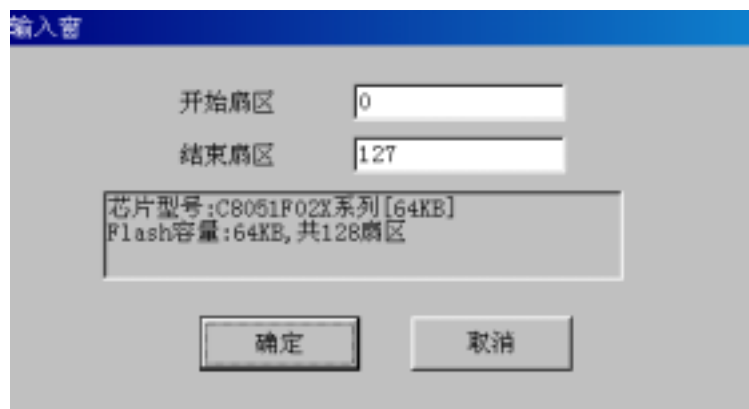 输入窗
开始扇区 0
结束扇区 127
芯片型号:C8051F02X系列[64KB]
Flash容量:64KB,共128扇区
确定 取消